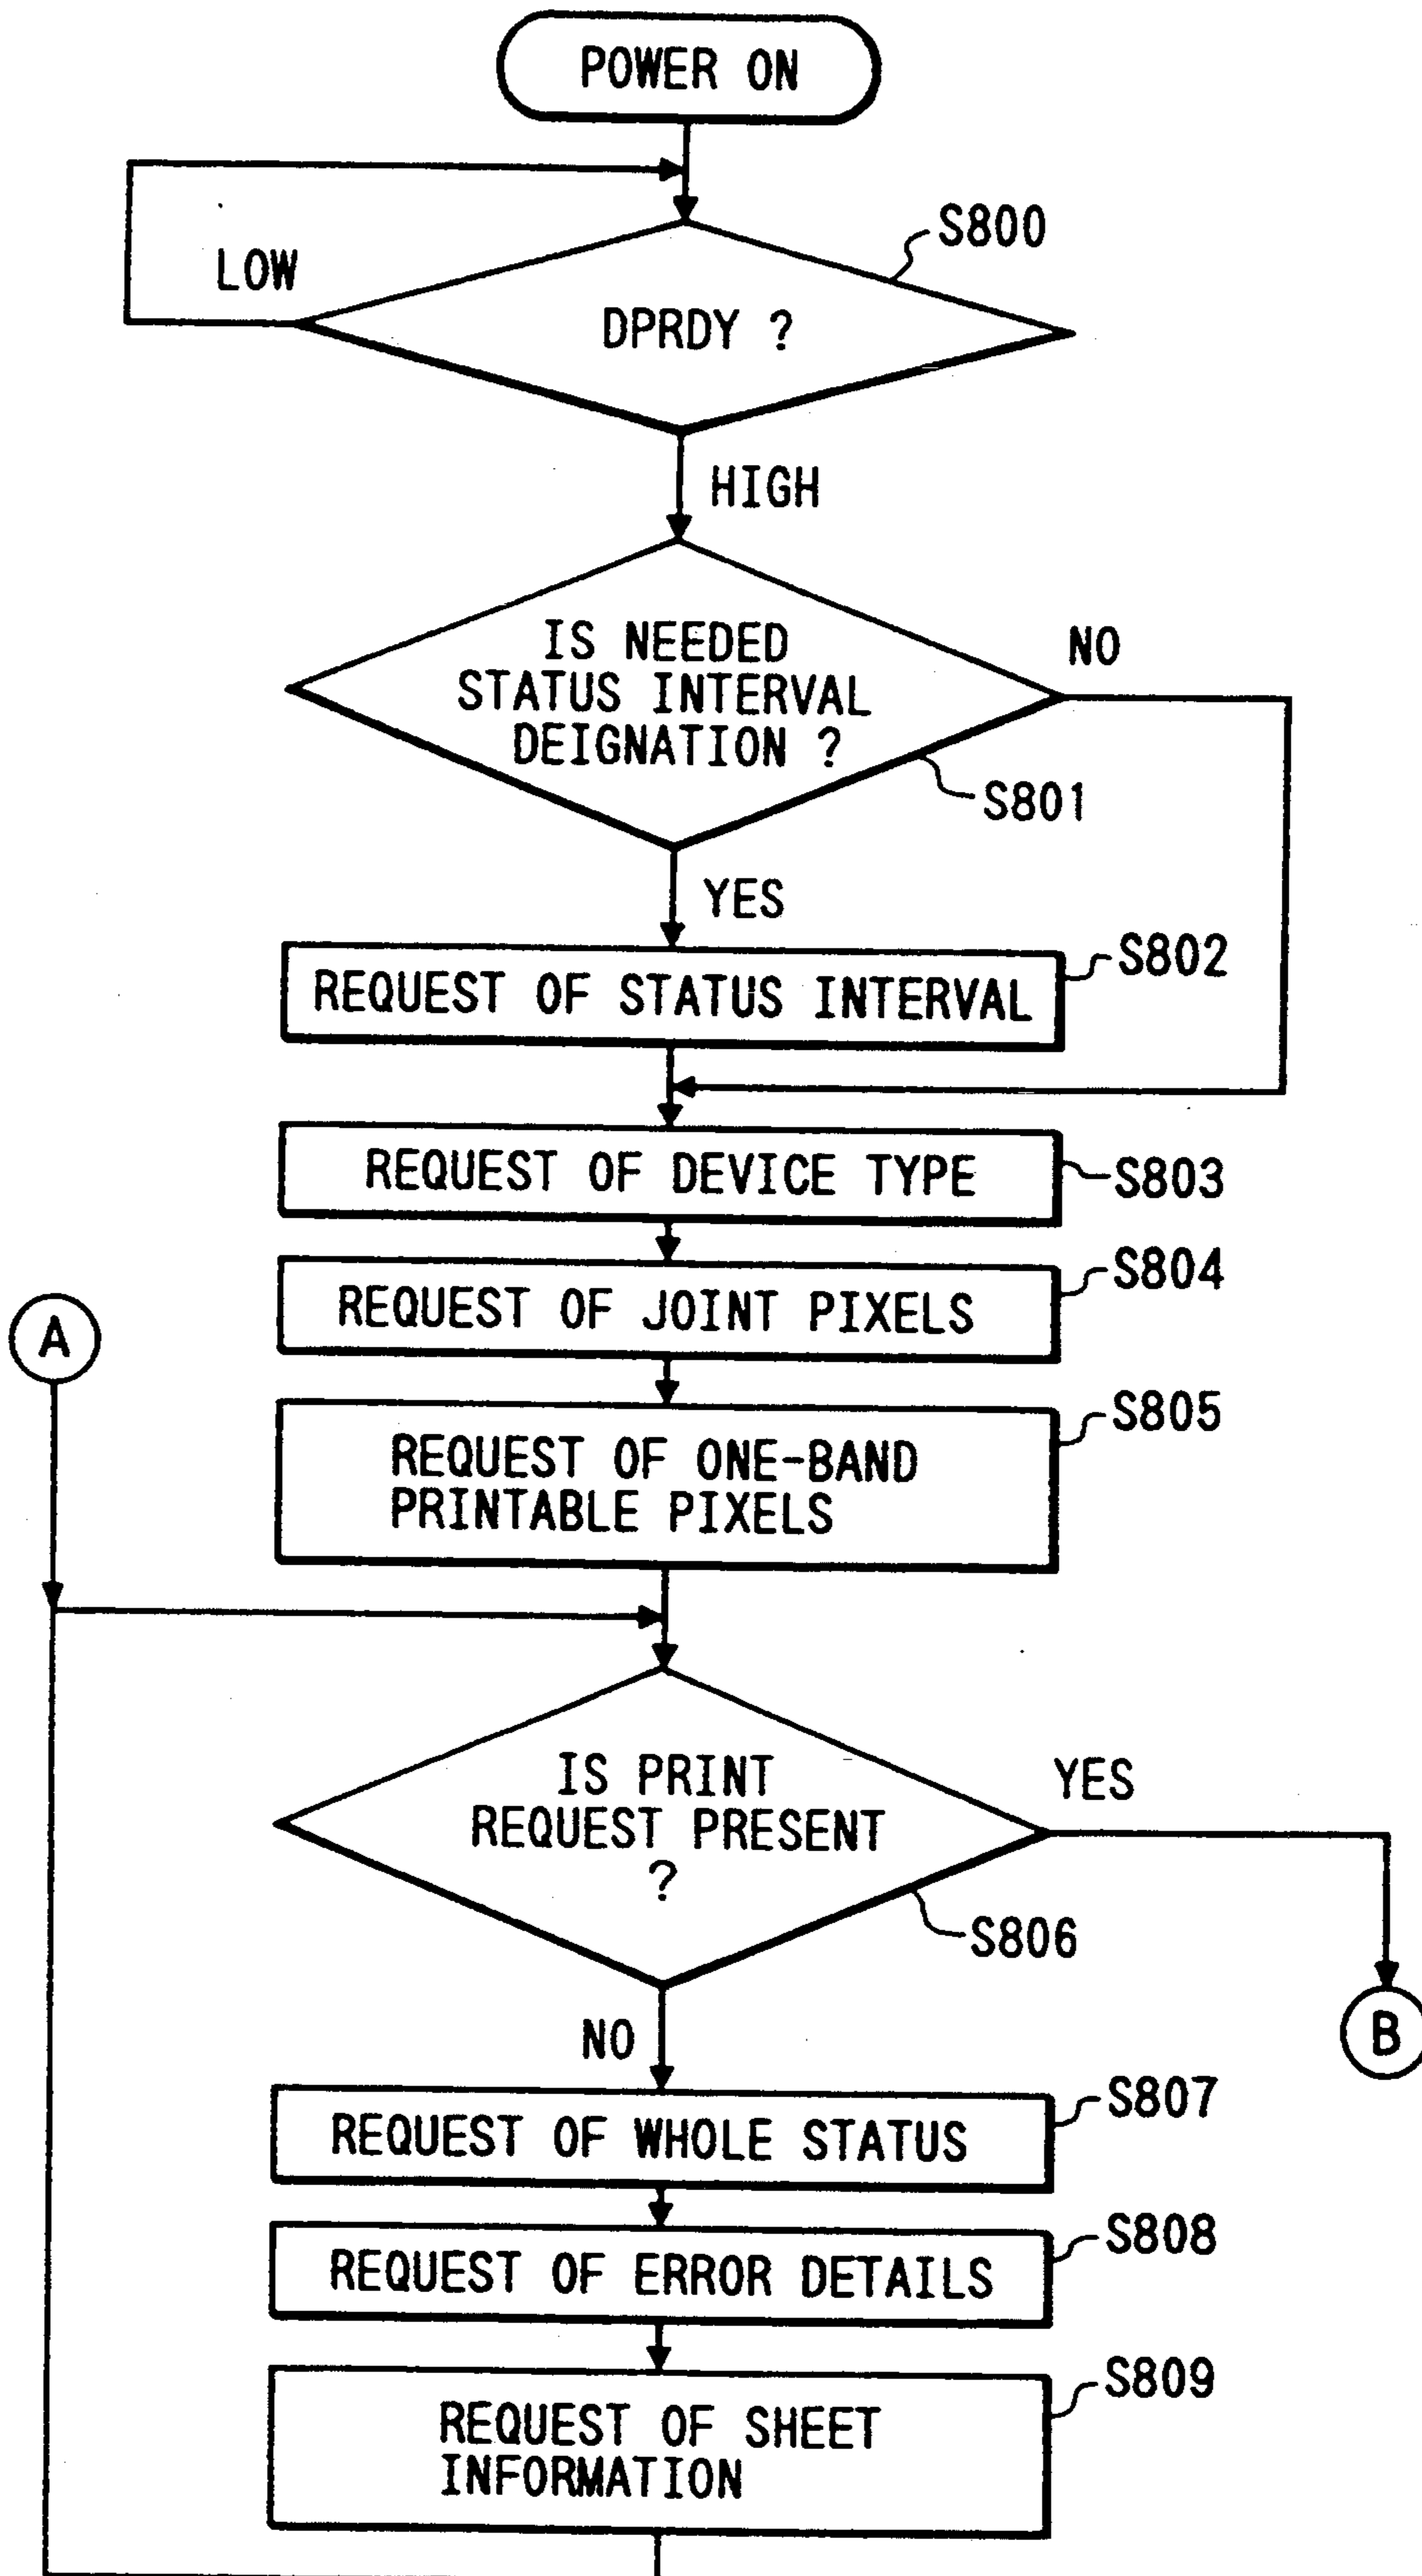 POWER ON
S800
LOW
DPRDY ?
HIGH
IS NEEDED
STATUS INTERVAL
DEIGNATION ?
NO
S801
YES
REQUEST OF STATUS INTERVAL
S802
REQUEST OF DEVICE TYPE
S803
REQUEST OF JOINT PIXELS
S804
A
REQUEST OF ONE-BAND
PRINTABLE PIXELS
S805
IS PRINT
REQUEST PRESENT
?
YES
S806
NO
B
REQUEST OF WHOLE STATUS
S807
REQUEST OF ERROR DETAILS
S808
REQUEST OF SHEET
INFORMATION
S809